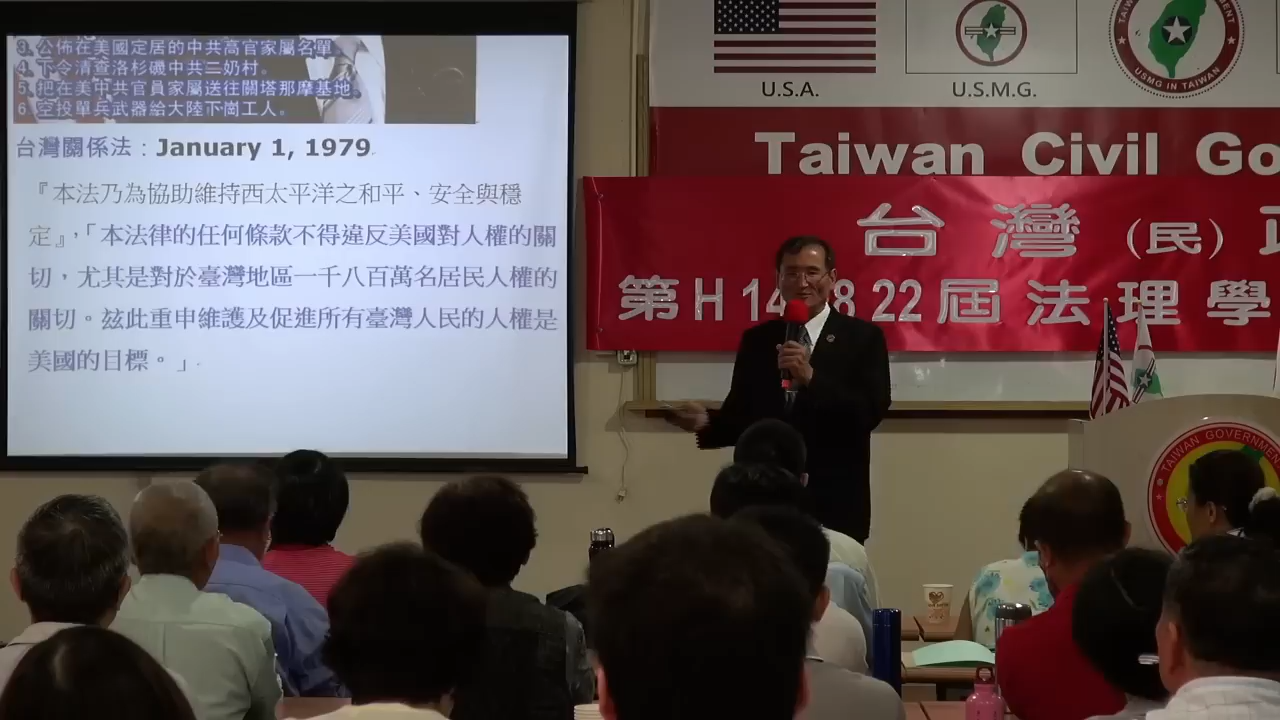 3. 公佈在美國定居的中共高官家屬名單
4. 下令清查洛杉磯中共二奶村。
5. 把在美中共官員家屬送往關塔那摩基地
6 空投單兵武器給大陸下崗工人。
台灣關係法：January 1, 1979
『本法乃為協助維持西太平洋之和平、安全與穩
定』，「本法律的任何條款不得違反美國對人權的關
切，尤其是對於臺灣地區一千八百萬名居民人權的
關切。茲此重申維護及促進所有臺灣人民的人權是
美國的目標。」
U.S.A.
U.S.M.G.
USMG IN TAIWAN
Taiwan Civil Go
台灣（民）
第H 14 8 22屆法理學
TAIWAN GOVERNMENT